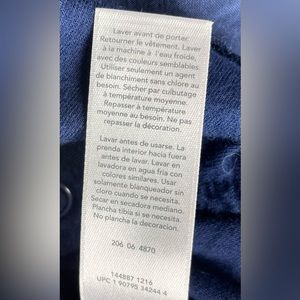 Laver avant de porter
Retourner le vêtement. Laver
à la machine à l'eau froide,
avec des couleurs semblables
Utiliser seulement un agent
de blanchiment sans chlore au
besoin. Sécher par culbutage
à température moyenne.
Repasser à température
moyenne au besoin. Ne pas
repasser la décoration.
Lavar antes de usarse. La
prenda interior hacia fuera
antes de lavar. Lavar en
lavadora en agua fria con
colores similares. Usar
solamente blanqueador sin
cloro cuando se necesita.
Secar en secadora mediano.
Plancha tibia si se necesita.
No plancha la decoracion.
206 06 4870
144887 1216
UPC 1 90795 34244 4